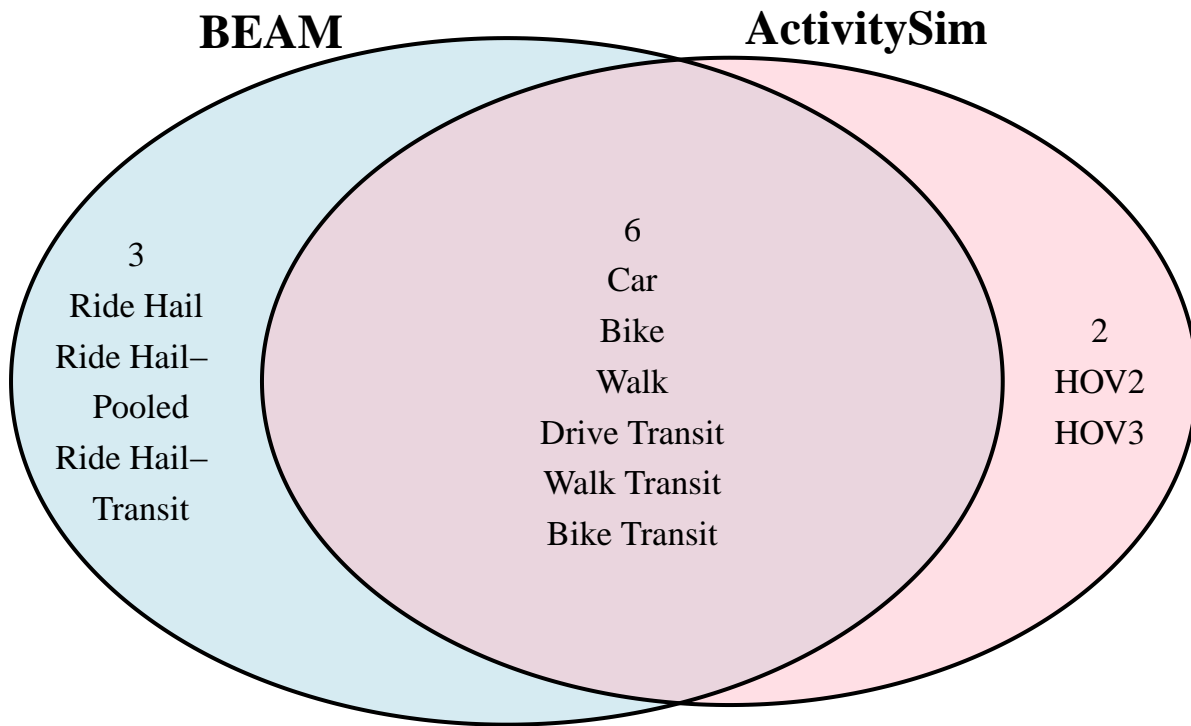 BEAM
ActivitySim
3
Ride Hail
Ride Hail–
Pooled
Ride Hail–
Transit
6
Car
Bike
Walk
Drive Transit
Walk Transit
Bike Transit
2
HOV2
HOV3